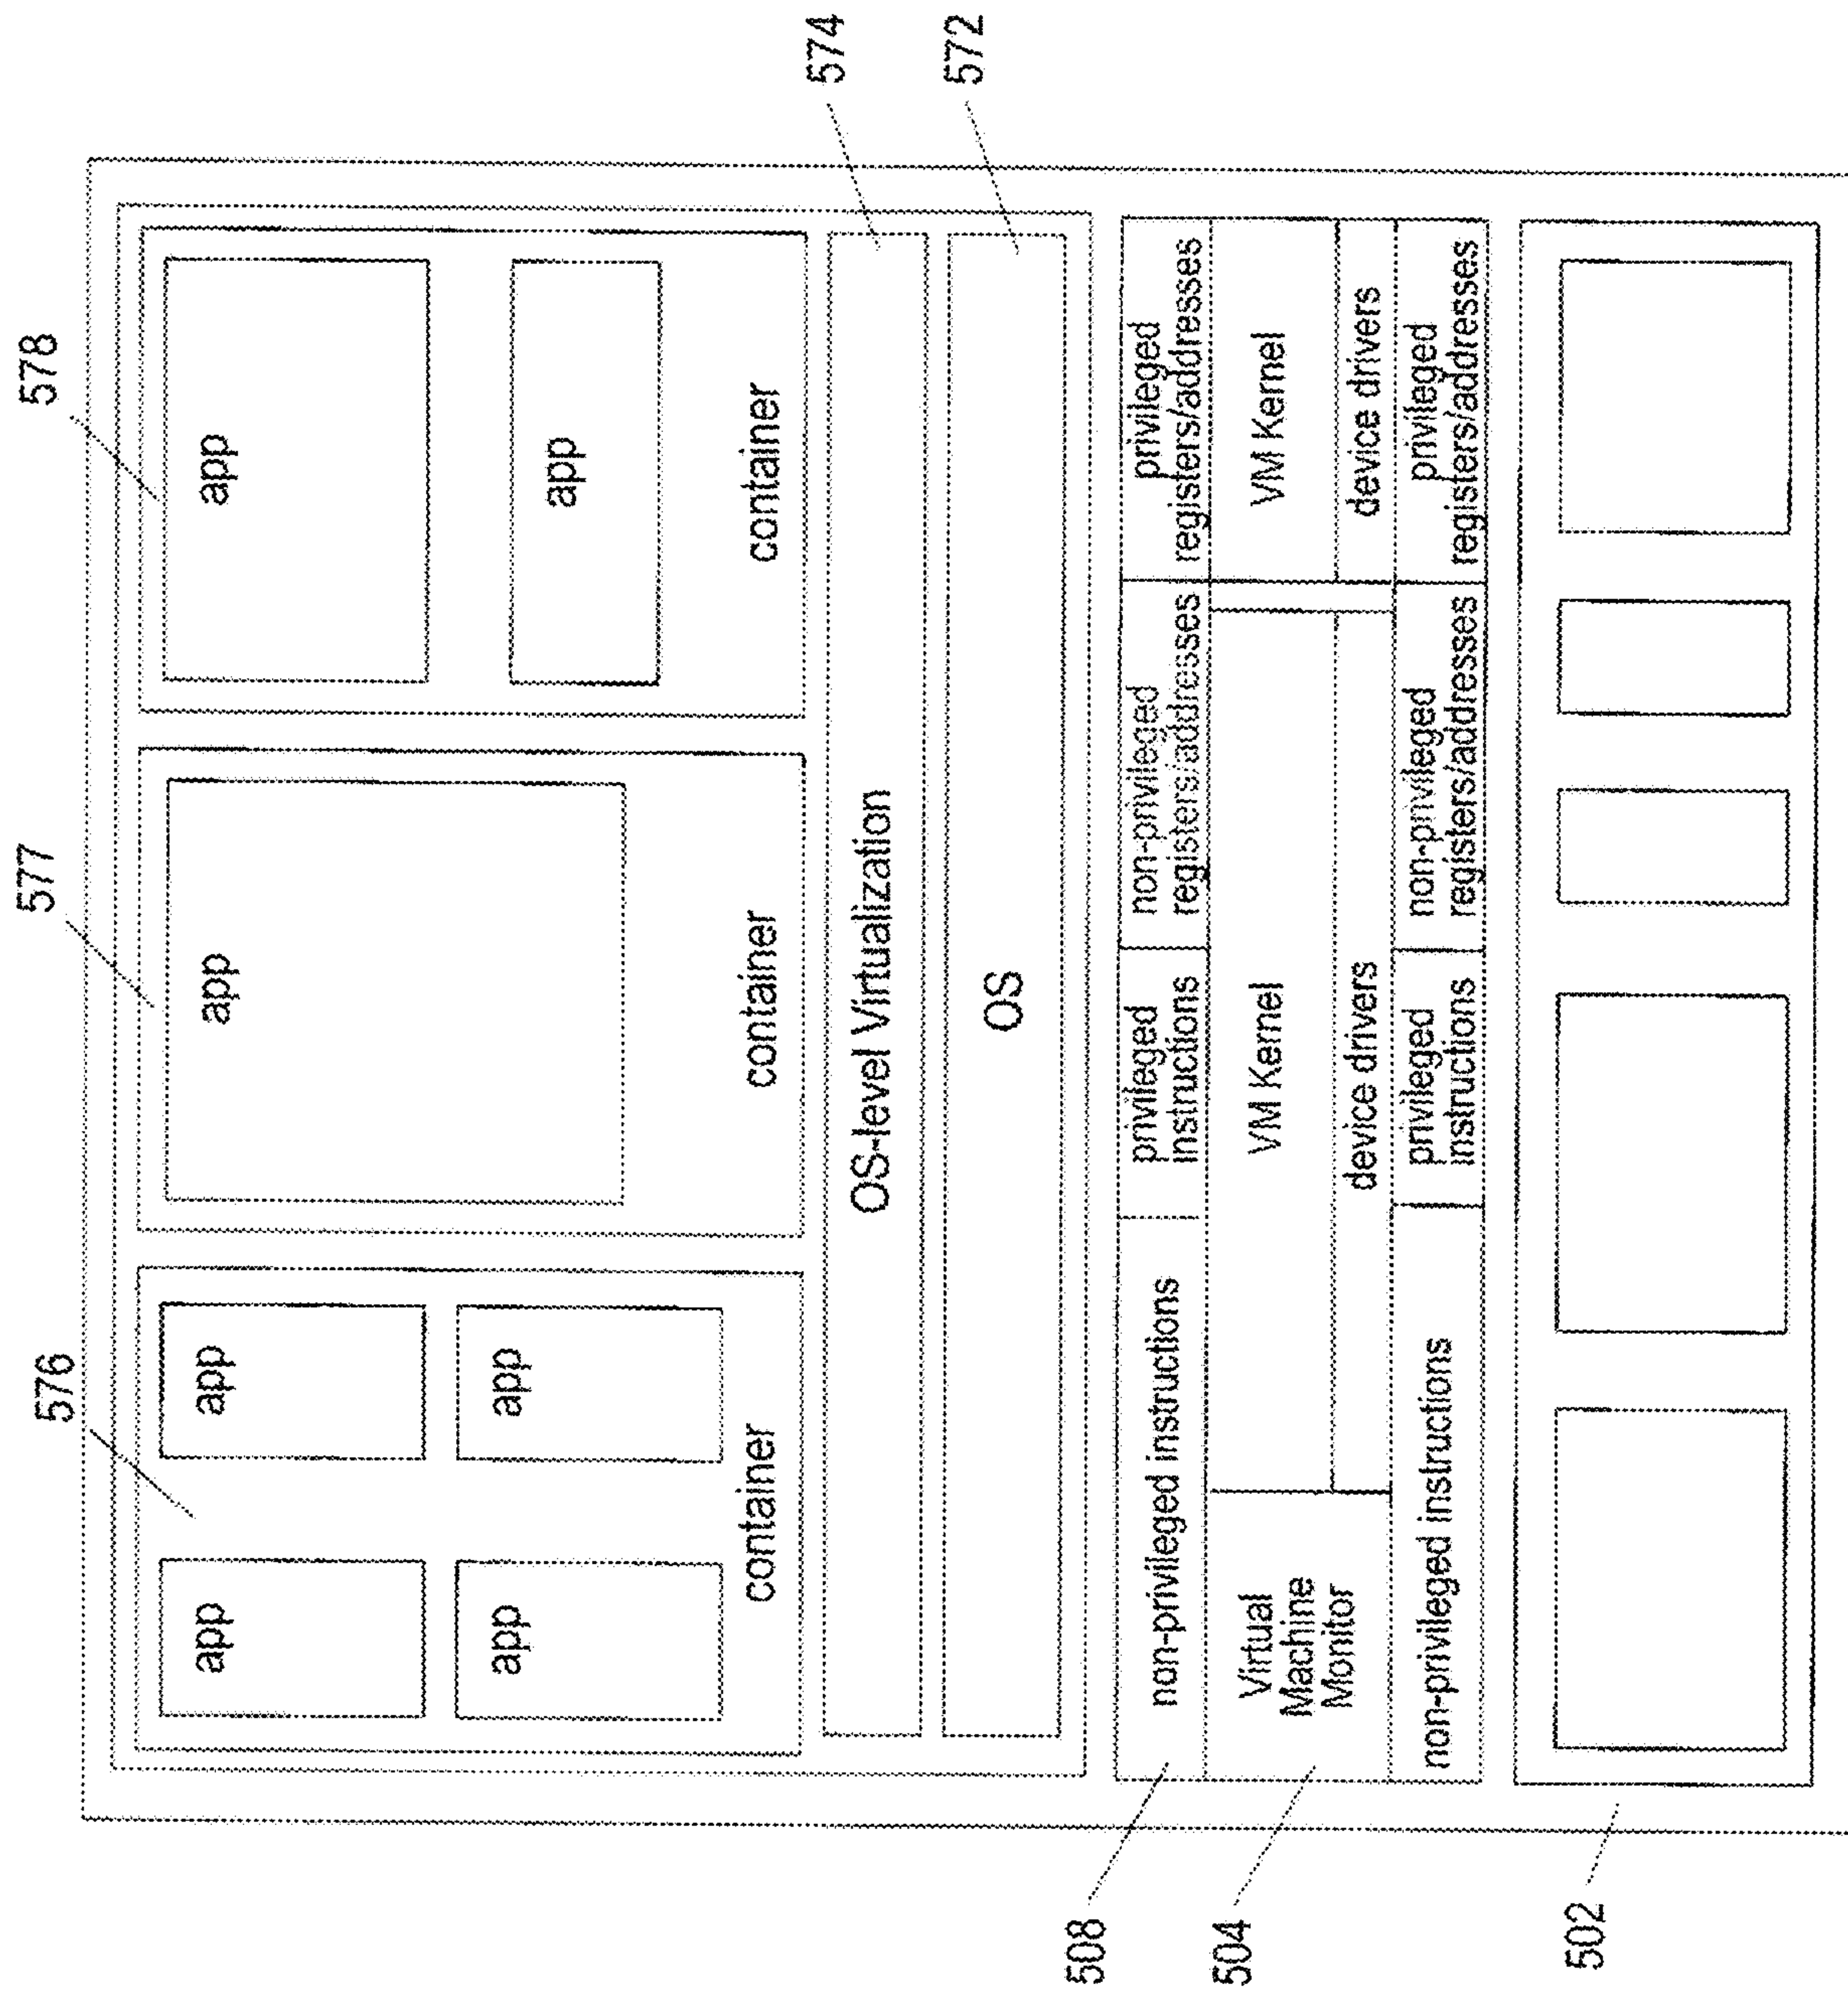 576
577
578
app
app
app
app
app
app
app
container
container
container
OS-level Virtualization
574
OS
572
508
non-privileged instructions
privileged
instructions
non-privileged
registers/addresses
privileged
registers/addresses
504
Virtual
Machine
Monitor
VM Kernel
device drivers
VM Kernel
device drivers
non-privileged instructions
privileged
instructions
non-privileged
registers/addresses
privileged
registers/addresses
502